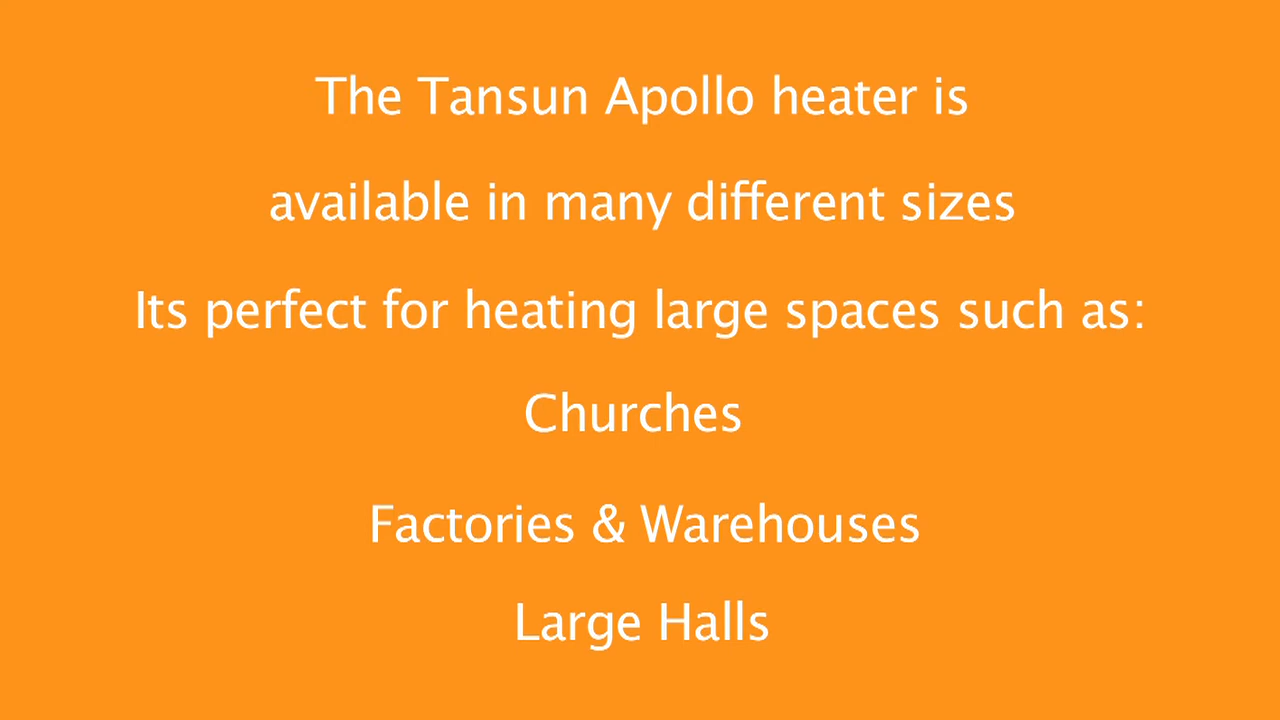 The Tansun Apollo heater is
available in many different sizes
Its perfect for heating large spaces such as:
Churches
Factories & Warehouses
Large Halls